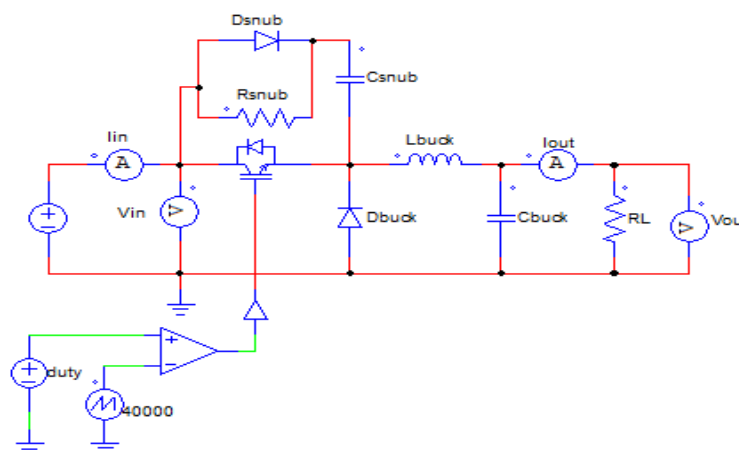 Dsnub
Csnub
Rsnub
Iin
A
Lbuck
Iout
A
Vin
V
Dbuck
Cbuck
RL
V
Vou
duty
40000